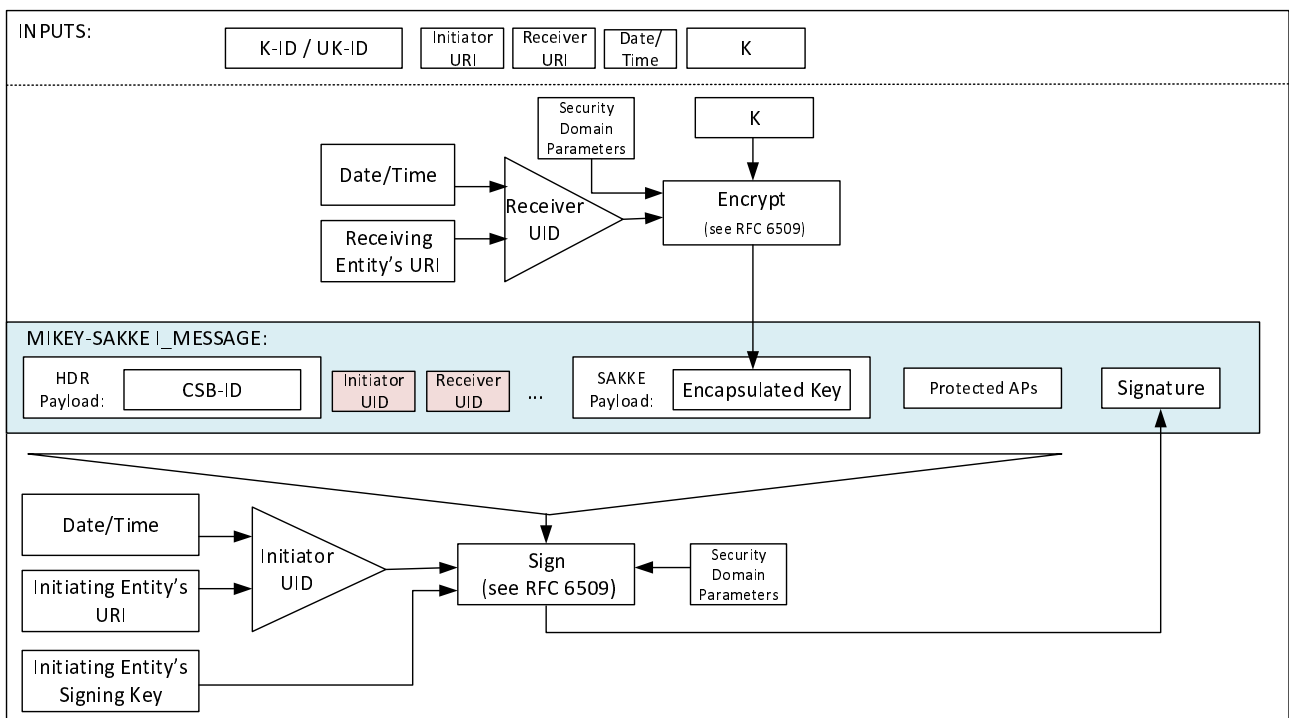 INPUTS:
K-ID / UK-ID
Initiator
URI
Receiver
URI
Date/
Time
K
Security
Domain
Parameters
K
Date/Time
Receiver
UID
Encrypt
(see RFC 6509)
Receiving
Entity’s URI
MIKEY-SAKKE I_MESSAGE:
HDR
Payload:
CSB-ID
Initiator
UID
Receiver
UID
...
SAKKE
Payload:
Encapsulated Key
Protected APs
Signature
Date/Time
Initiator
UID
Sign
(see RFC 6509)
Security
Domain
Parameters
Initiating Entity’s
URI
Initiating Entity’s
Signing Key